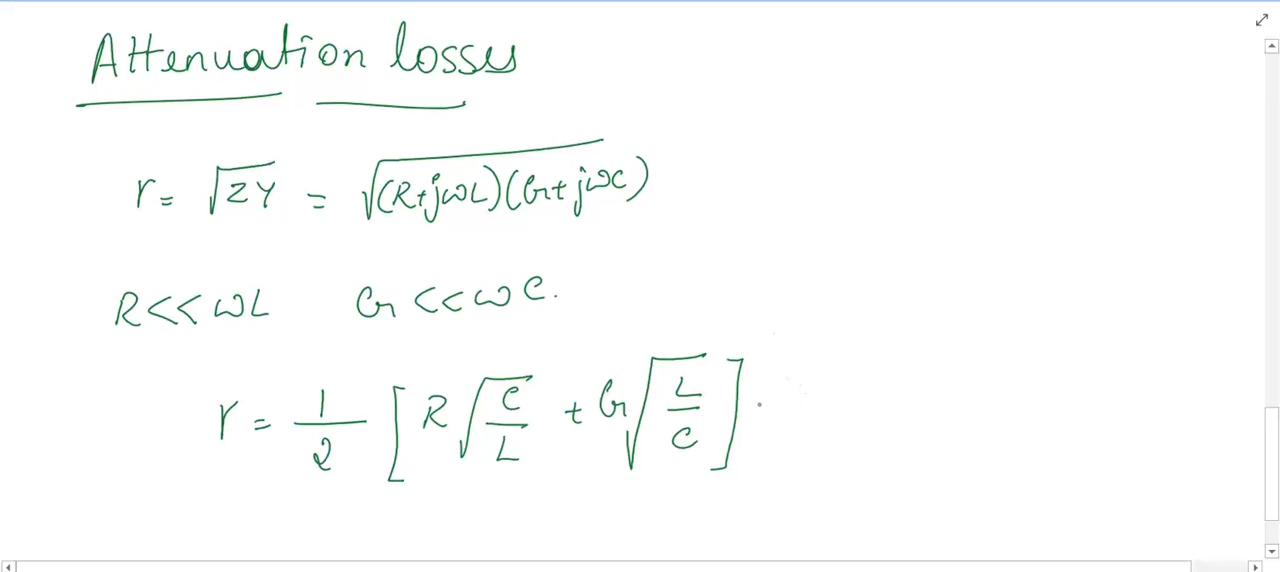 Attenuation losses
γ = √ZY = √(R+jωL)(G+jωC)
R<<ωL G<<ωC.
γ = 1/2 [R√C/L + G√L/C].